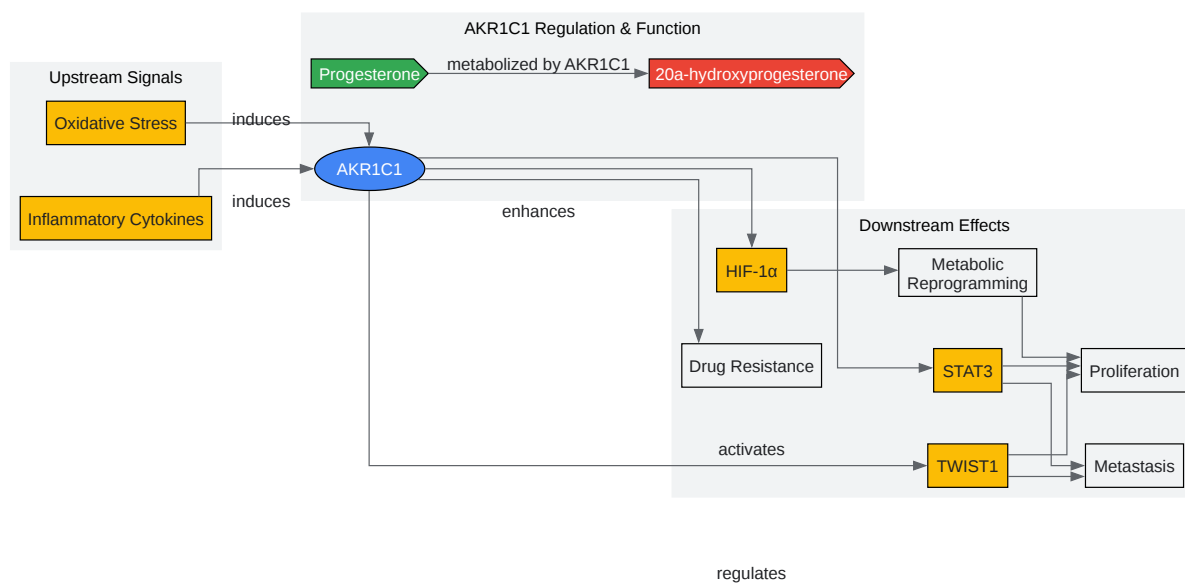 AKR1C1 Regulation & Function
Progesterone
metabolized by AKR1C1
20a-hydroxyprogesterone
Upstream Signals
Oxidative Stress
induces
AKR1C1
Inflammatory Cytokines
induces
enhances
Downstream Effects
HIF-1α
Metabolic
Reprogramming
Drug Resistance
STAT3
Proliferation
activates
TWIST1
Metastasis
regulates